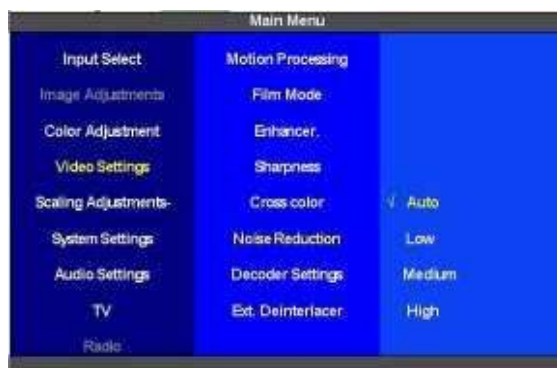 Main Menu
Input Select
Image Adjustments
Color Adjustment
Video Settings
Scaling Adjustments-
System Settings
Audio Settings
TV
Radio
Motion Processing
Film Mode
Enhancer.
Sharpness
Cross color
Noise Reduction
Decoder Settings
Ext. Deinterlacer
√ Auto
Low
Medium
High